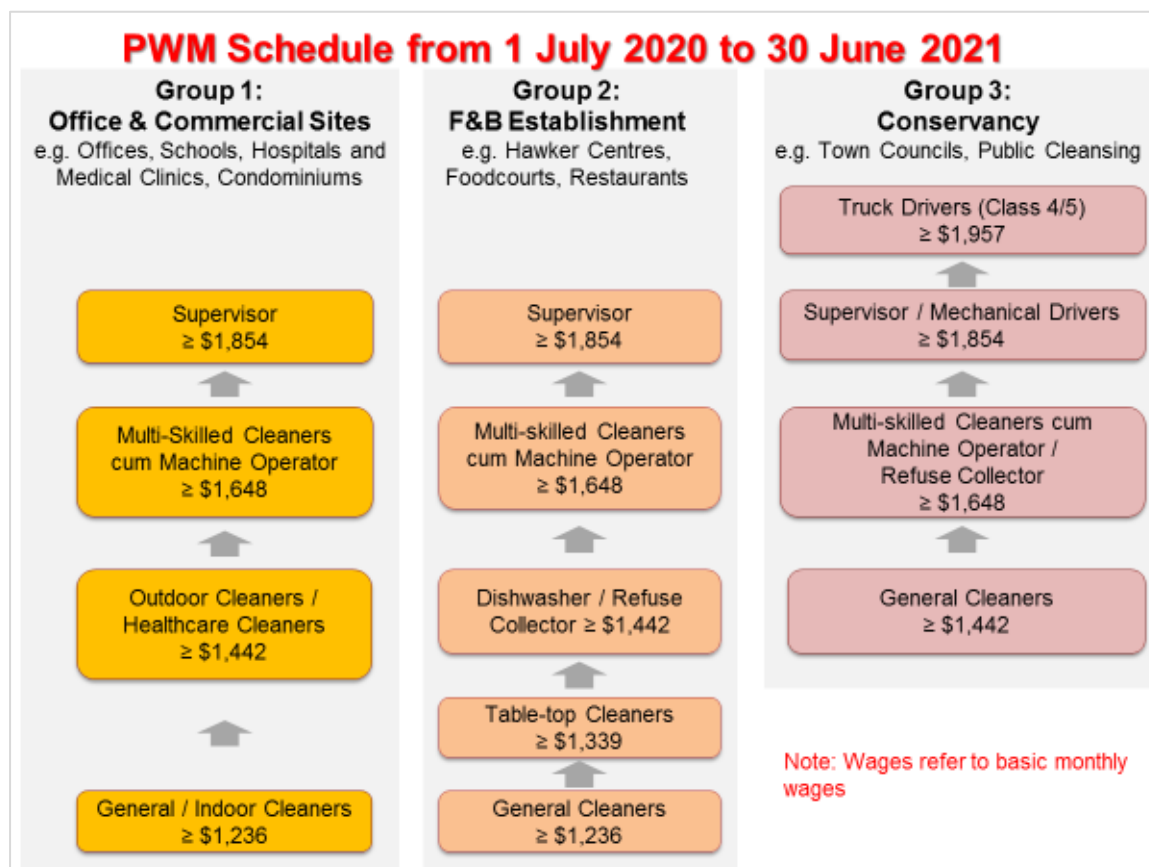 PWM Schedule from 1 July 2020 to 30 June 2021
Group 1:
Office & Commercial Sites
e.g. Offices, Schools, Hospitals and
Medical Clinics, Condominiums
Supervisor
≥ $1,854
Multi-Skilled Cleaners
cum Machine Operator
≥ $1,648
Outdoor Cleaners /
Healthcare Cleaners
≥ $1,442
General / Indoor Cleaners
≥ $1,236
Group 2:
F&B Establishment
e.g. Hawker Centres,
Foodcourts, Restaurants
Supervisor
≥ $1,854
Multi-skilled Cleaners
cum Machine Operator
≥ $1,648
Dishwasher / Refuse
Collector ≥ $1,442
Table-top Cleaners
≥ $1,339
General Cleaners
≥ $1,236
Group 3:
Conservancy
e.g. Town Councils, Public Cleansing
Truck Drivers (Class 4/5)
≥ $1,957
Supervisor / Mechanical Drivers
≥ $1,854
Multi-skilled Cleaners cum
Machine Operator /
Refuse Collector
≥ $1,648
General Cleaners
≥ $1,442
Note: Wages refer to basic monthly
wages